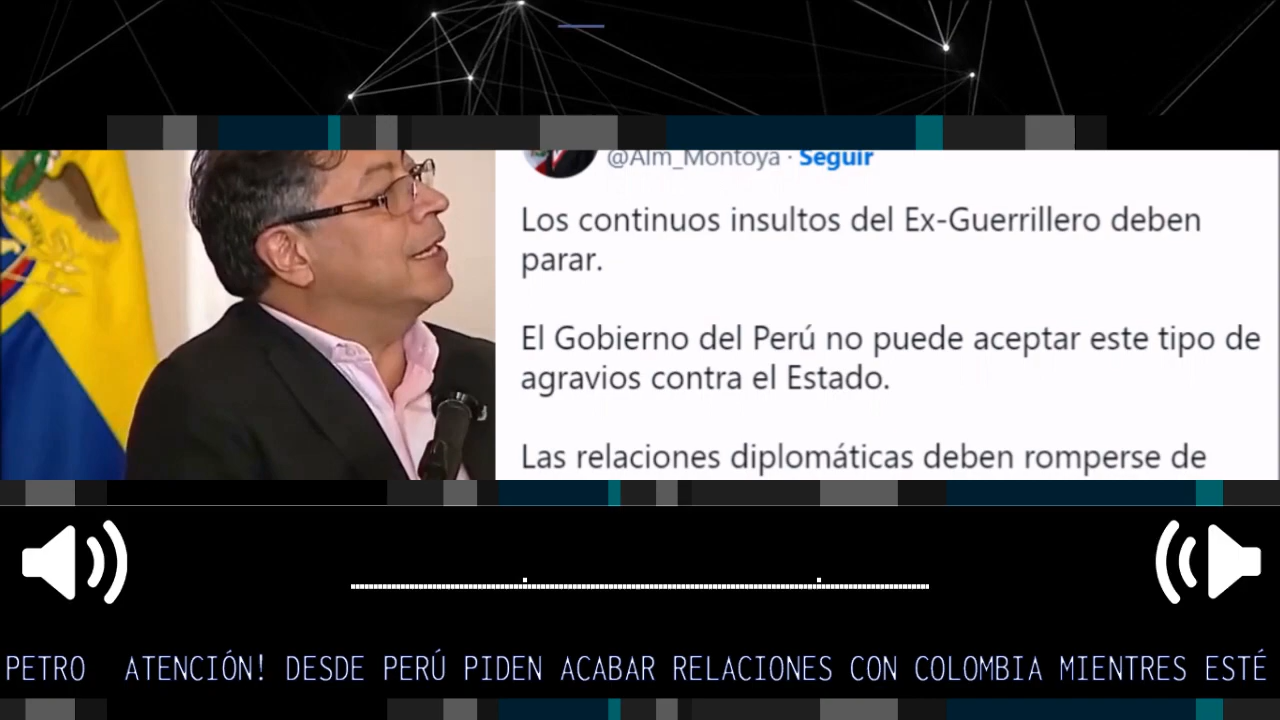 @Alm_Montoya · Seguir
Los continuos insultos del Ex-Guerrillero deben
parar.
El Gobierno del Perú no puede aceptar este tipo de
agravios contra el Estado.
Las relaciones diplomáticas deben romperse de
PETRO ATENCIÓN! DESDE PERÚ PIDEN ACABAR RELACIONES CON COLOMBIA MIENTRES ESTÉ